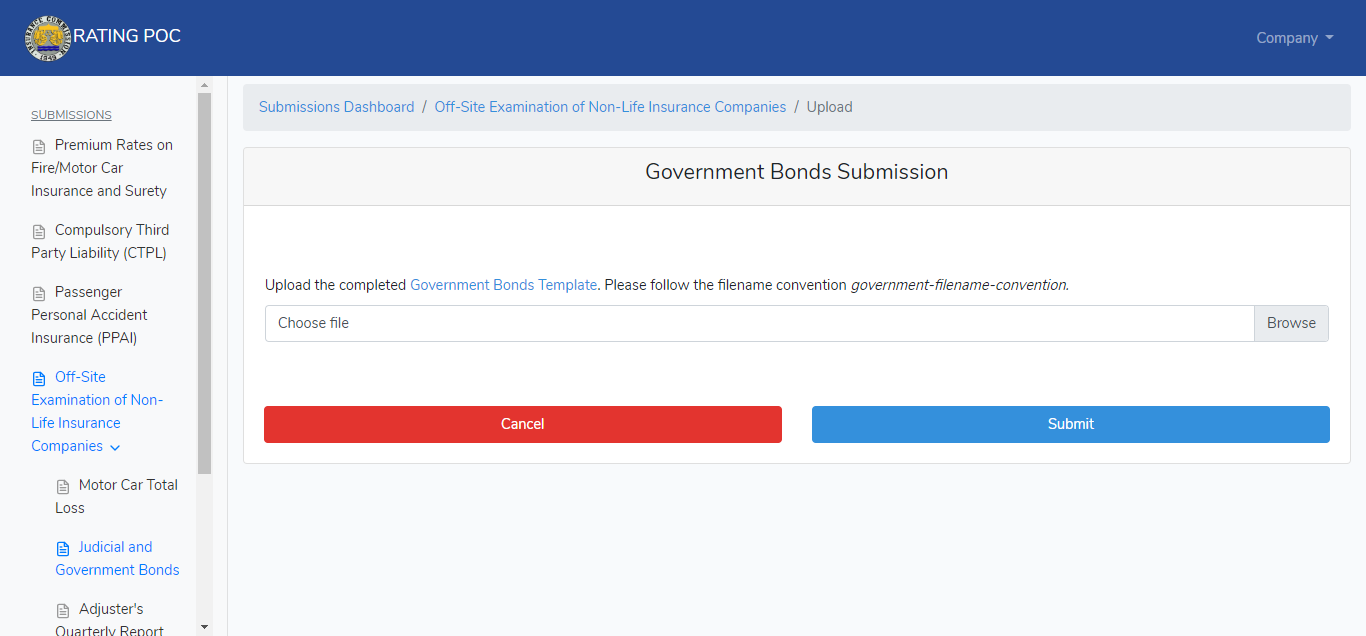 INSURANCE COMMISSION
1949
RATING POC
Company
SUBMISSIONS
Premium Rates on
Fire/Motor Car
Insurance and Surety
Compulsory Third
Party Liability (CTPL)
Passenger
Personal Accident
Insurance (PPAI)
Off-Site
Examination of Non-
Life Insurance
Companies
Motor Car Total
Loss
Judicial and
Government Bonds
Adjuster's
Quarterly Report
Submissions Dashboard / Off-Site Examination of Non-Life Insurance Companies / Upload
Government Bonds Submission
Upload the completed Government Bonds Template. Please follow the filename convention government-filename-convention.
Choose file
Browse
Cancel
Submit